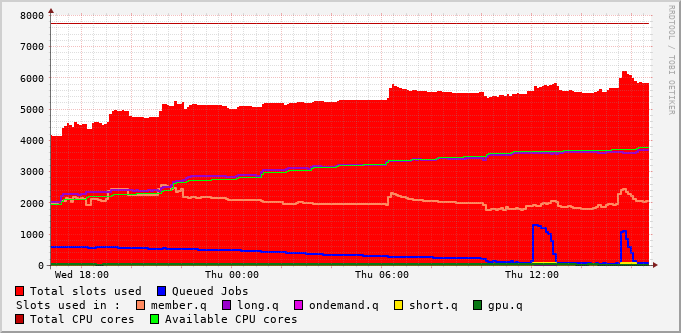 8000
7000
6000
5000
4000
3000
2000
1000
0
Wed 18:00 Thu 00:00 Thu 06:00 Thu 12:00
RRDTOOL / TOBI OETIKER
Total slots used Queued Jobs
Slots used in : member.q long.q ondemand.q short.q gpu.q
Total CPU cores Available CPU cores